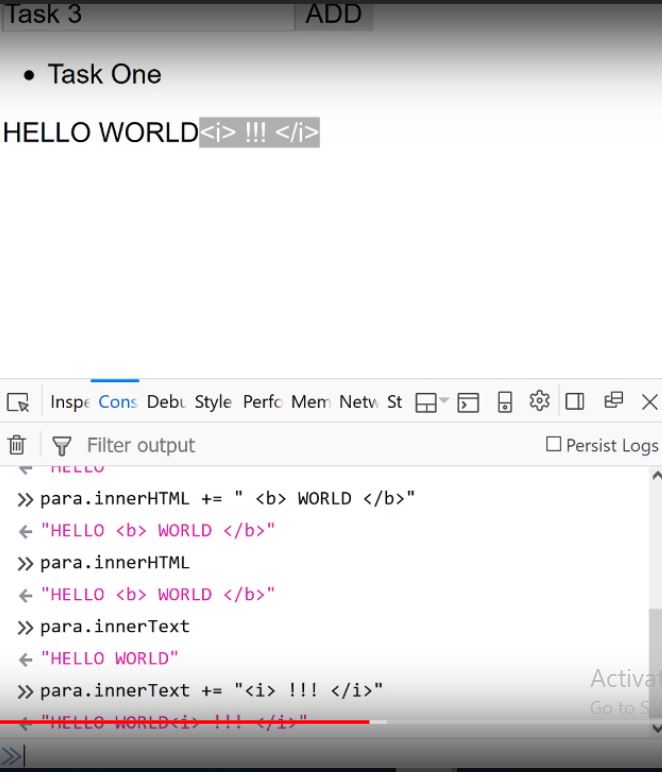 Task 3 ADD
• Task One
HELLO WORLD<i> !!! </i>
Inspe Cons Debu Style Perfo Mem Netw St
Filter output Persist Logs
HELLO
>> para.innerHTML += " <b> WORLD </b>"
← "HELLO <b> WORLD </b>"
>> para.innerHTML
← "HELLO <b> WORLD </b>"
>> para.innerText
← "HELLO WORLD"
>> para.innerText += "<i> !!! </i>"
← "HELLO WORLD<i> !!! </i>"
Activat
Go to S
>>